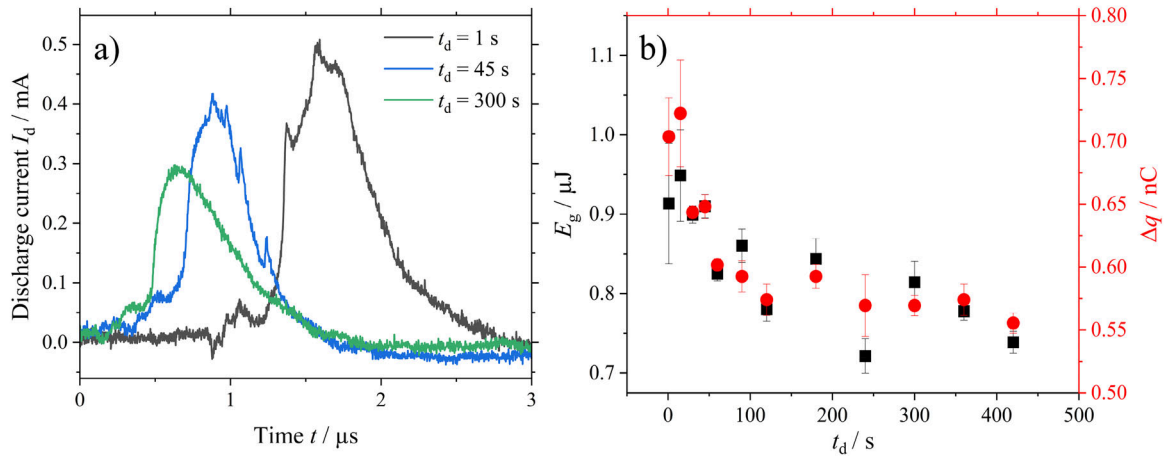 a)
t_d = 1 s
t_d = 45 s
t_d = 300 s
Discharge current I_d / mA
0.5
0.4
0.3
0.2
0.1
0.0
0
1
2
3
Time t / μs
b)
E_g / μJ
1.1
1.0
0.9
0.8
0.7
0
100
200
300
400
500
t_d / s
0.80
0.75
0.70
0.65
0.60
0.55
0.50
Δq / nC